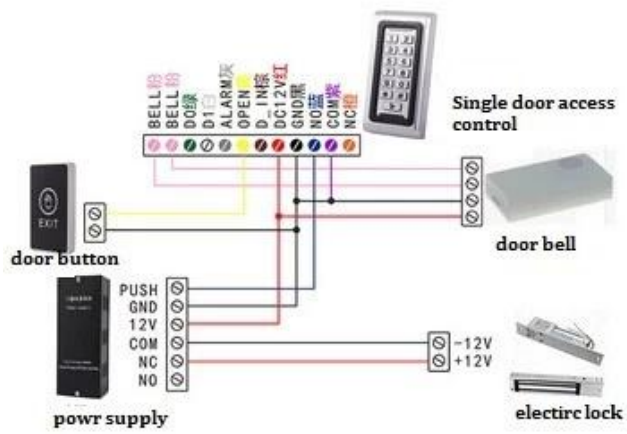 BELL粉
BELL粉
D0绿
D1白
ALARM灰
OPEN黄
D_IN棕
DC12V红
GND黑
NO蓝
COM紫
NC橙
Single door access
control
EXIT
door button
door bell
PUSH
GND
12V
COM
NC
NO
-12V
+12V
powr supply
electirc lock